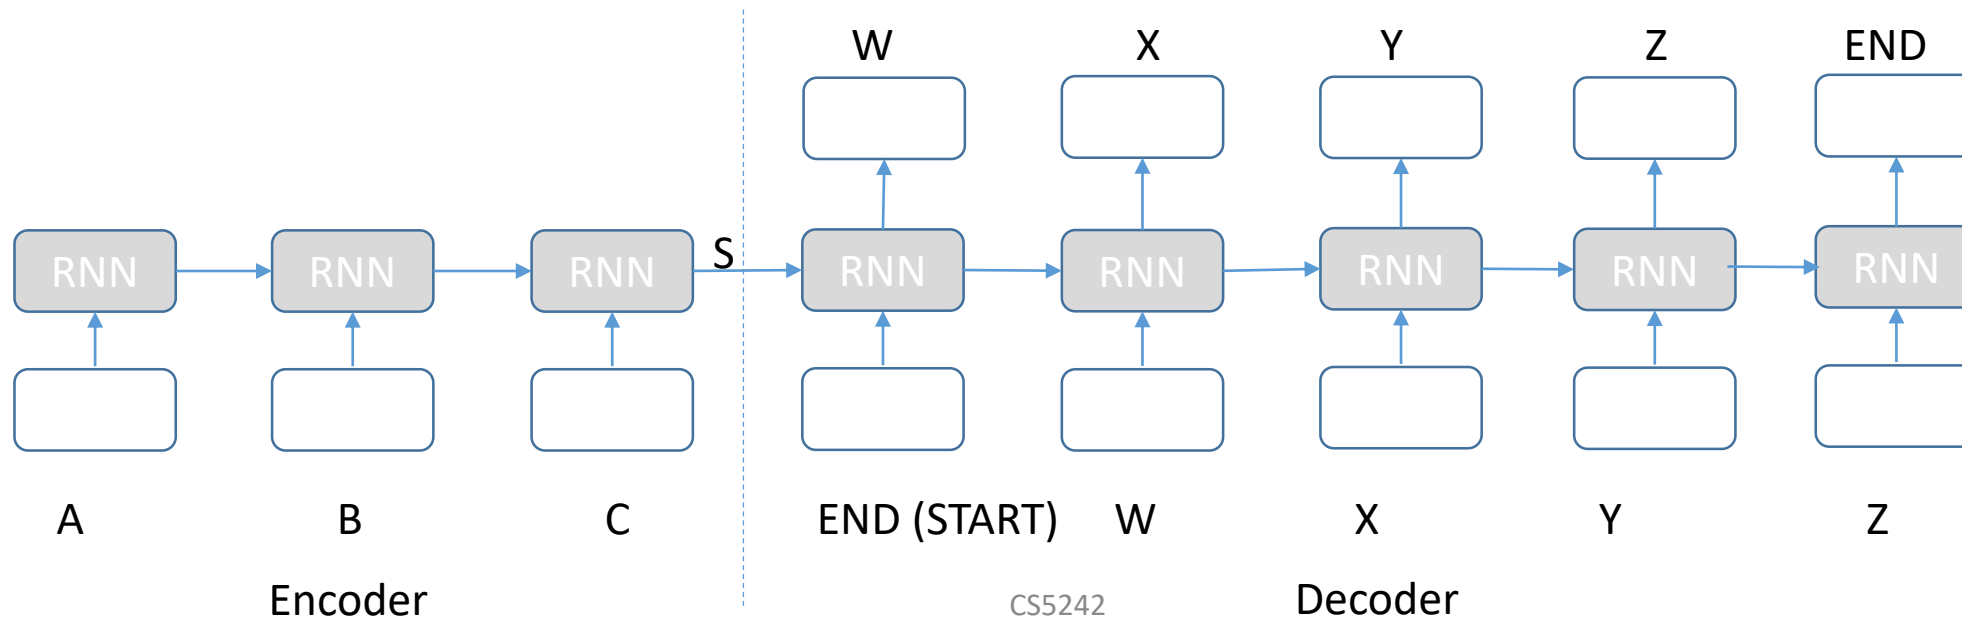 W X Y Z END
RNN RNN RNN S RNN RNN RNN RNN RNN
A B C END (START) W X Y Z
Encoder CS5242 Decoder